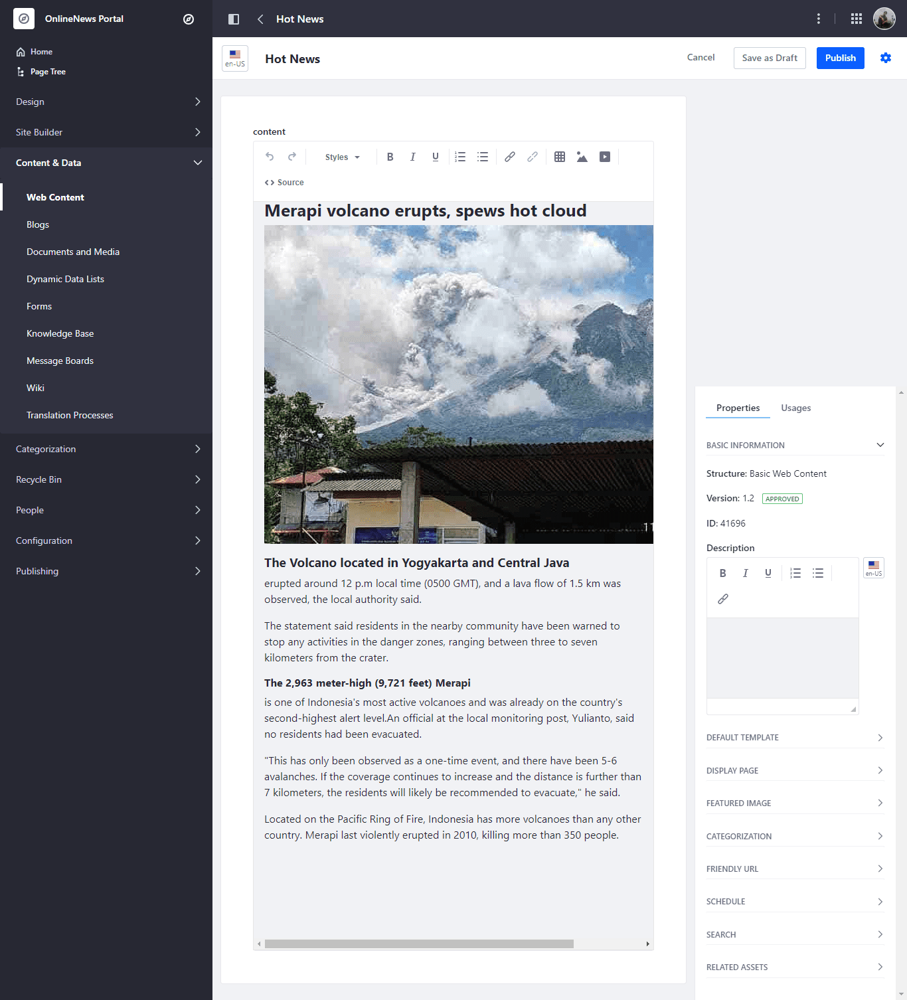 OnlineNews Portal
Home
Page Tree
Design
Site Builder
Content & Data
Web Content
Blogs
Documents and Media
Dynamic Data Lists
Forms
Knowledge Base
Message Boards
Wiki
Translation Processes
Categorization
Recycle Bin
People
Configuration
Publishing
Hot News
en-US
Hot News
Cancel
Save as Draft
Publish
content
Styles
B I U
Source
Merapi volcano erupts, spews hot cloud
11
The Volcano located in Yogyakarta and Central Java
erupted around 12 p.m local time (0500 GMT), and a lava flow of 1.5 km was
observed, the local authority said.
The statement said residents in the nearby community have been warned to
stop any activities in the danger zones, ranging between three to seven
kilometers from the crater.
The 2,963 meter-high (9,721 feet) Merapi
is one of Indonesia's most active volcanoes and was already on the country's
second-highest alert level.An official at the local monitoring post, Yulianto, said
no residents had been evacuated.
"This has only been observed as a one-time event, and there have been 5-6
avalanches. If the coverage continues to increase and the distance is further than
7 kilometers, the residents will likely be recommended to evacuate," he said.
Located on the Pacific Ring of Fire, Indonesia has more volcanoes than any other
country. Merapi last violently erupted in 2010, killing more than 350 people.
Properties
Usages
BASIC INFORMATION
Structure: Basic Web Content
Version: 1.2 APPROVED
ID: 41696
Description
B I U
en-US
DEFAULT TEMPLATE
DISPLAY PAGE
FEATURED IMAGE
CATEGORIZATION
FRIENDLY URL
SCHEDULE
SEARCH
RELATED ASSETS